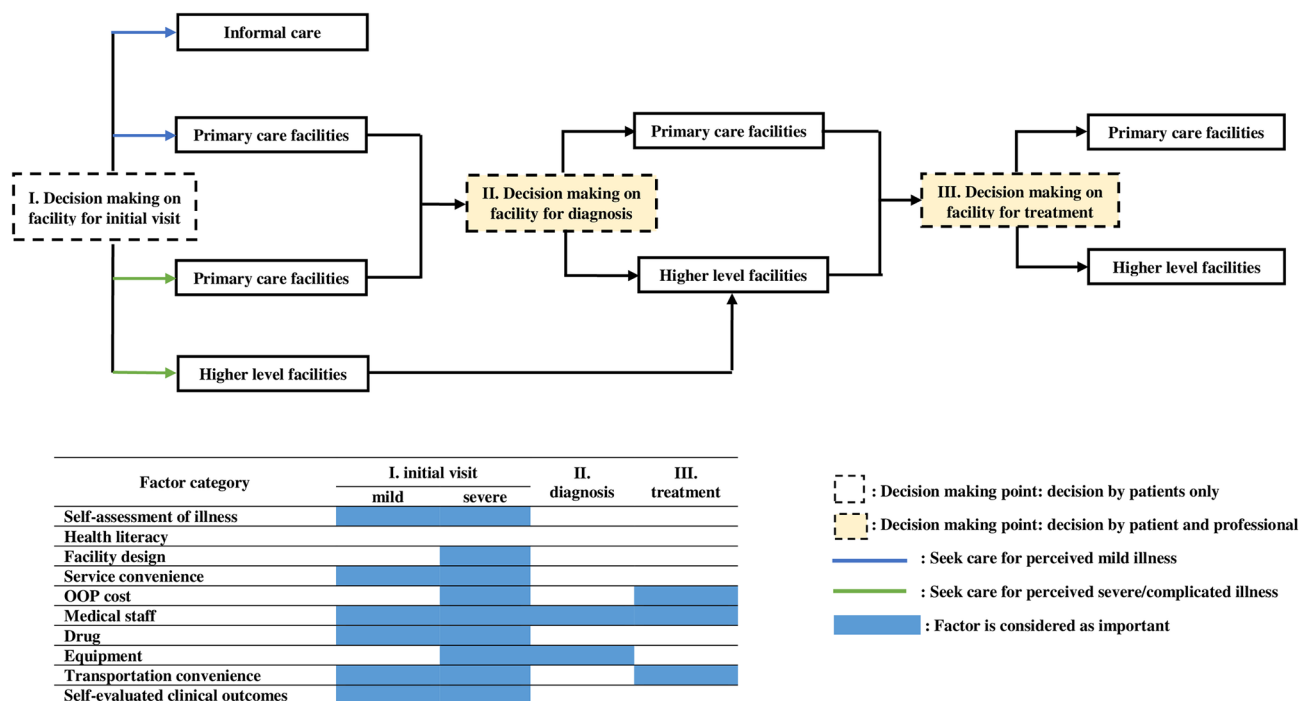 Informal care
Primary care facilities
I. Decision making on
facility for initial visit
Primary care facilities
Higher level facilities
II. Decision making on
facility for diagnosis
Primary care facilities
Higher level facilities
III. Decision making on
facility for treatment
Primary care facilities
Higher level facilities
Factor category
I. initial visit
mild
severe
II.
diagnosis
III.
treatment
Self-assessment of illness
Health literacy
Facility design
Service convenience
OOP cost
Medical staff
Drug
Equipment
Transportation convenience
Self-evaluated clinical outcomes
: Decision making point: decision by patients only
: Decision making point: decision by patient and professional
: Seek care for perceived mild illness
: Seek care for perceived severe/complicated illness
: Factor is considered as important